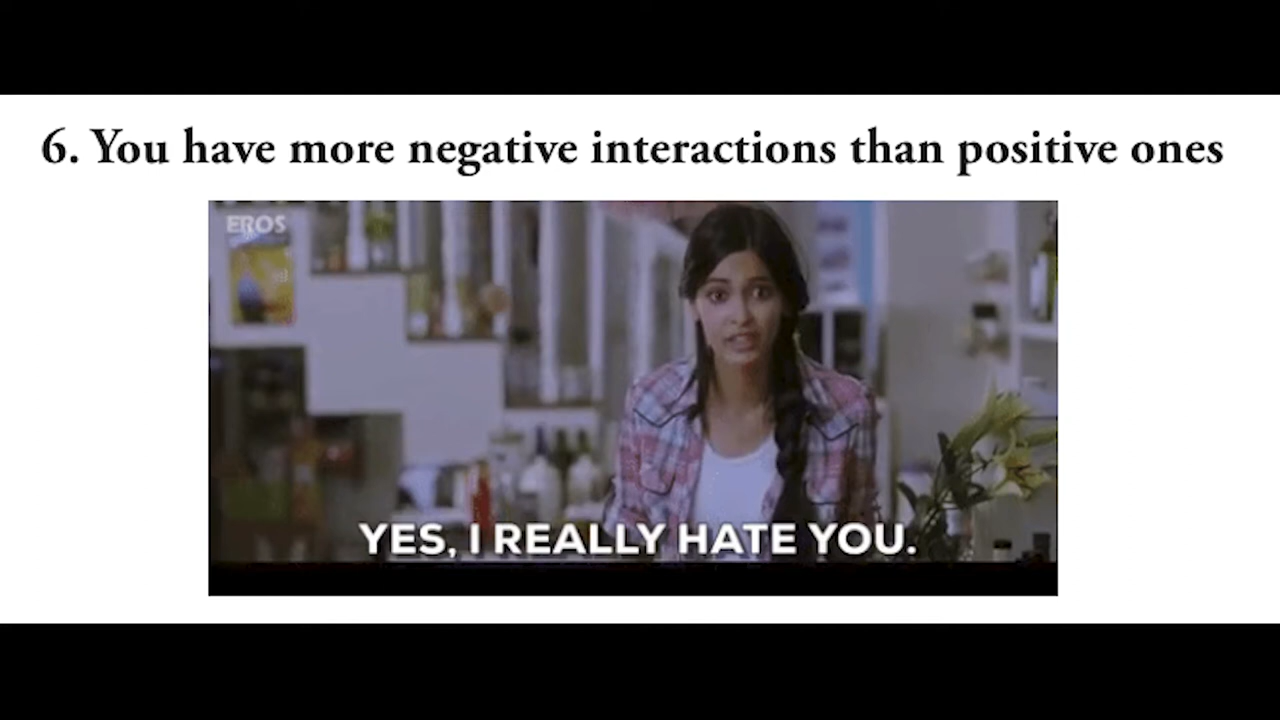 6. You have more negative interactions than positive ones
EROS
YES, I REALLY HATE YOU.